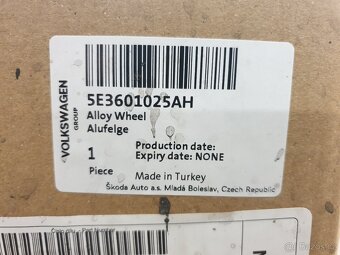 VOLKSWAGEN
GROUP
5E3601025AH
Alloy Wheel
Alufelge
1
Piece
Production date:
Expiry date: NONE
Made in Turkey
Škoda Auto a.s. Mladá Boleslav, Czech Republic